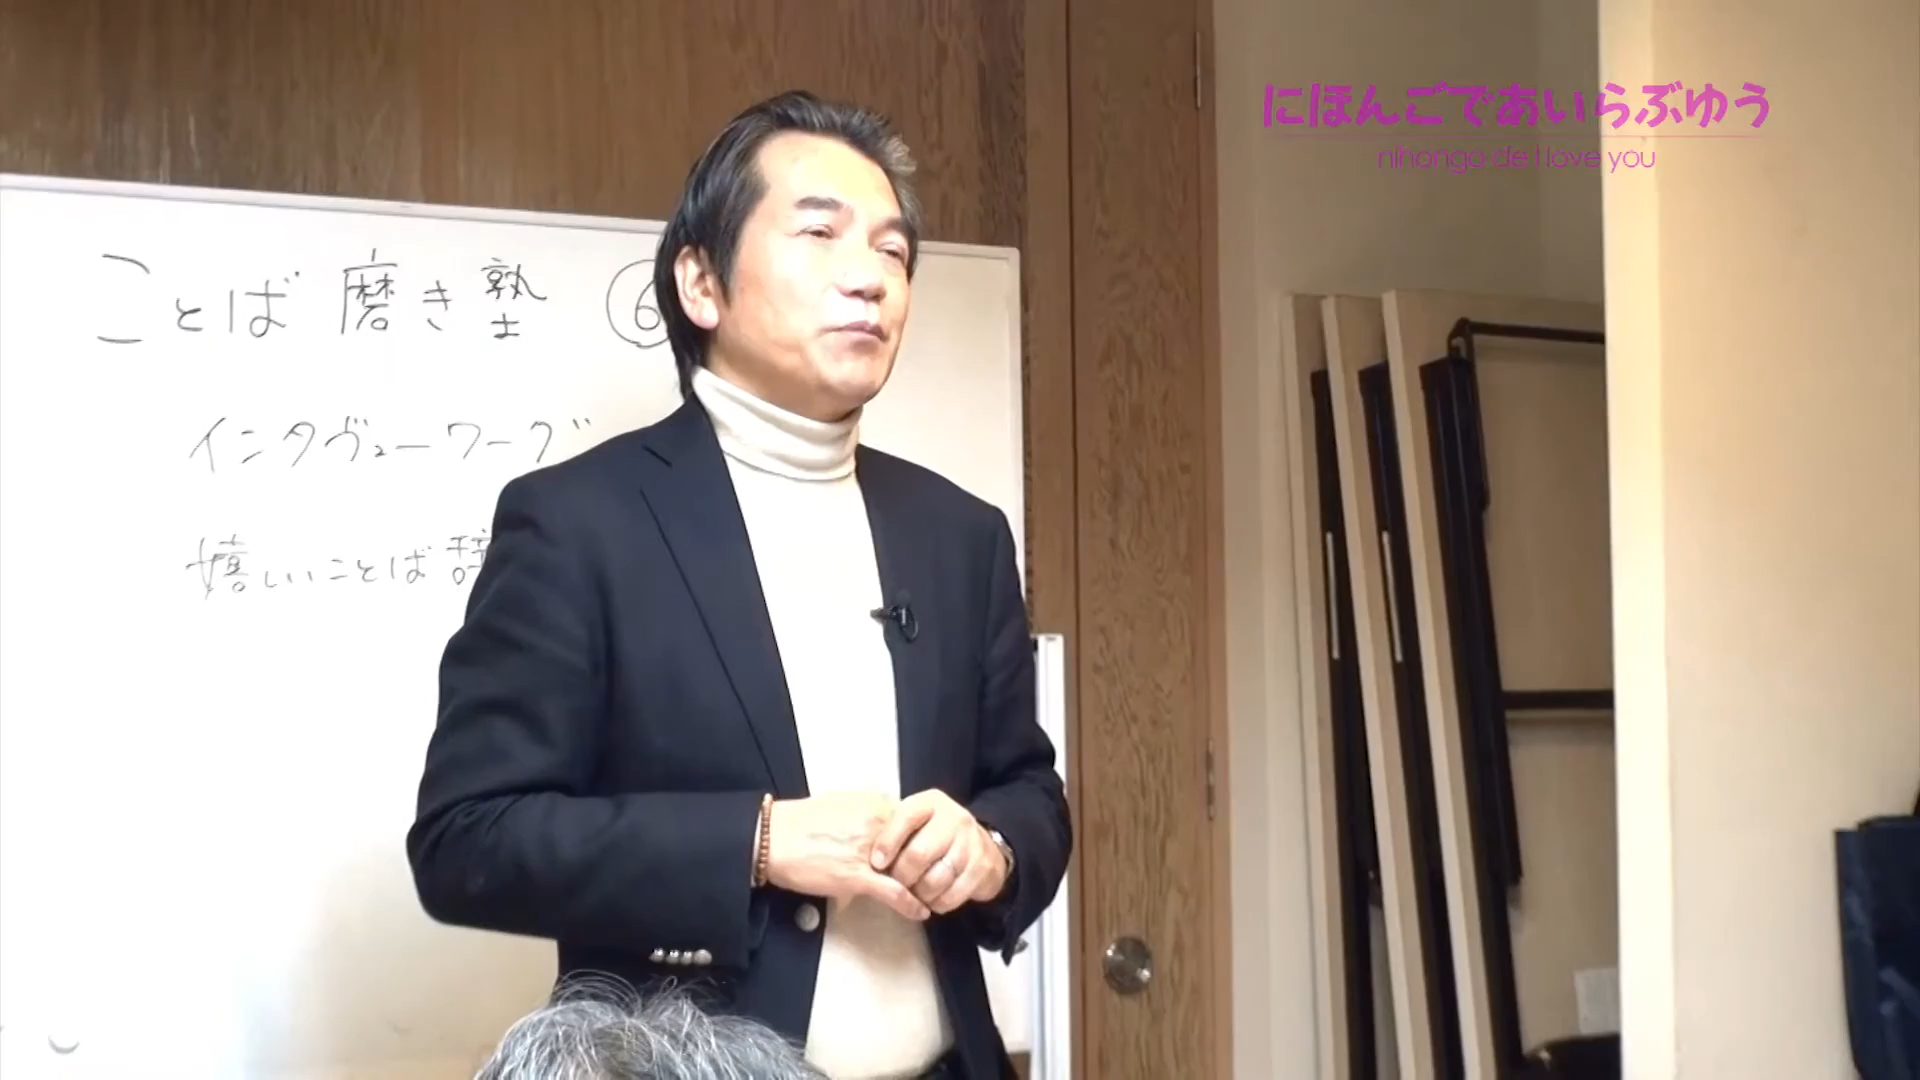 にほんごであいらぶゆう
nihongo de I love you
ことば磨き塾 ⑥
インタヴューワーク゛
嬉しいことば辞